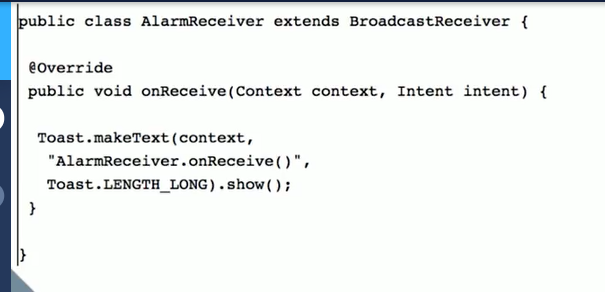 public class AlarmReceiver extends BroadcastReceiver {
@Override
public void onReceive(Context context, Intent intent) {
Toast.makeText(context,
"AlarmReceiver.onReceive()",
Toast.LENGTH_LONG).show();
}
}